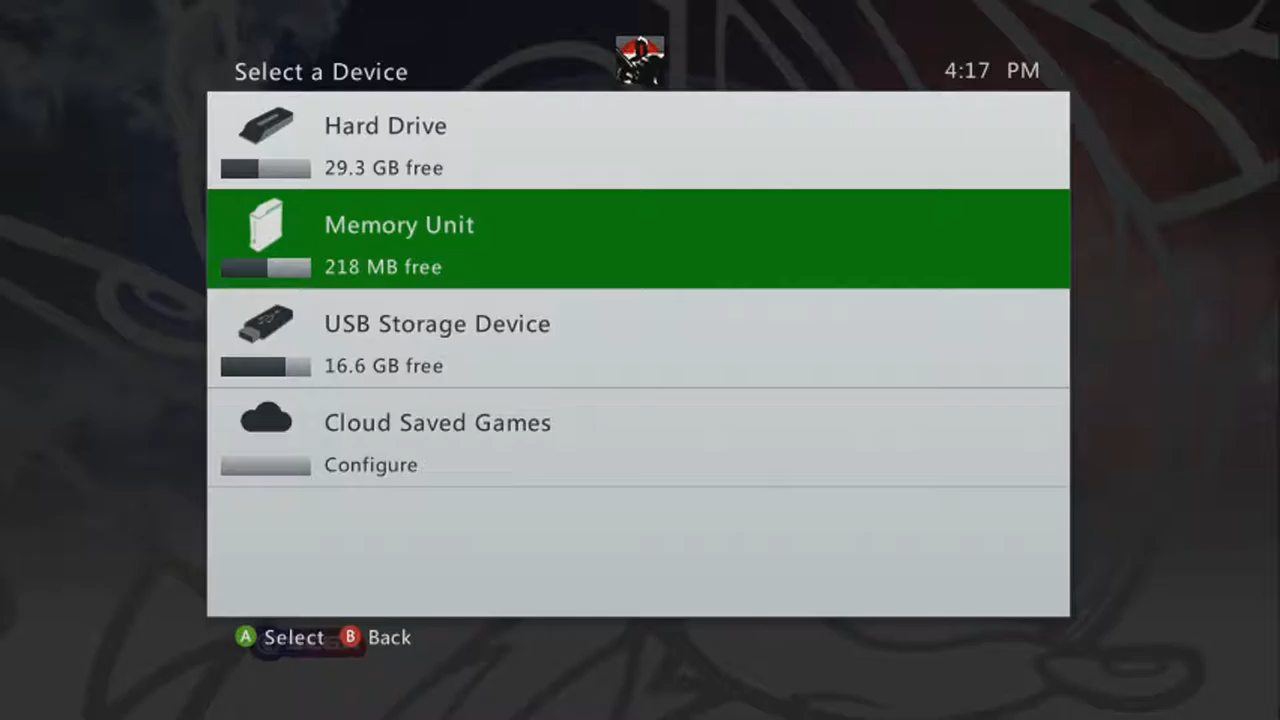 Select a Device
4:17 PM
Hard Drive
29.3 GB free
Memory Unit
218 MB free
USB Storage Device
16.6 GB free
Cloud Saved Games
Configure
A Select B Back